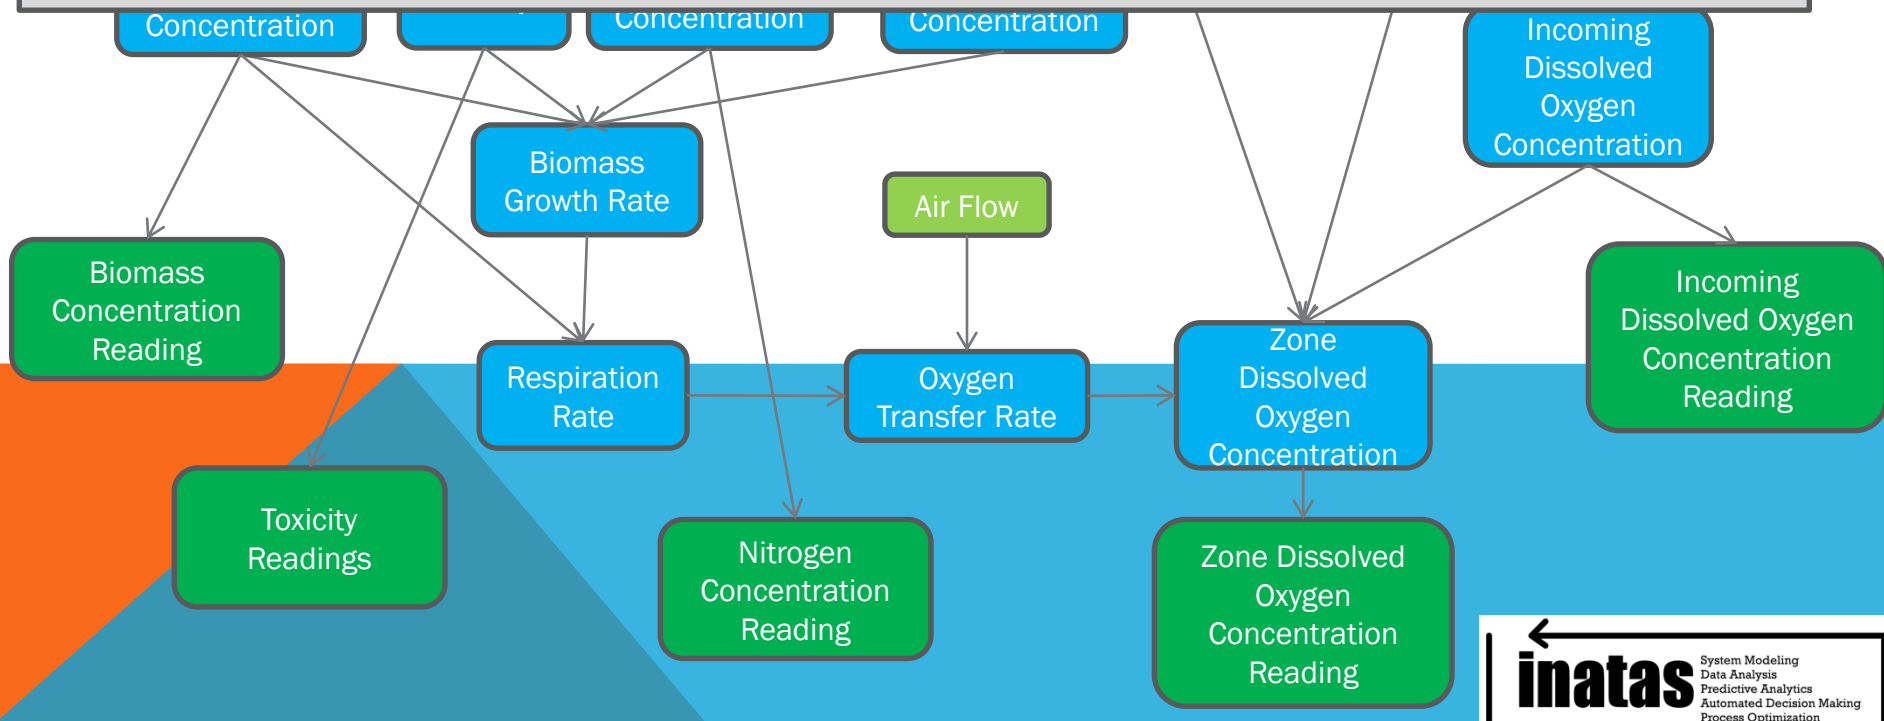 Concentration
Concentration
Concentration
Incoming
Dissolved
Oxygen
Concentration
Biomass
Growth Rate
Air Flow
Biomass
Concentration
Reading
Incoming
Dissolved Oxygen
Concentration
Reading
Respiration
Rate
Oxygen
Transfer Rate
Zone
Dissolved
Oxygen
Concentration
Toxicity
Readings
Nitrogen
Concentration
Reading
Zone Dissolved
Oxygen
Concentration
Reading
inatas
System Modeling
Data Analysis
Predictive Analytics
Automated Decision Making
Process Optimization